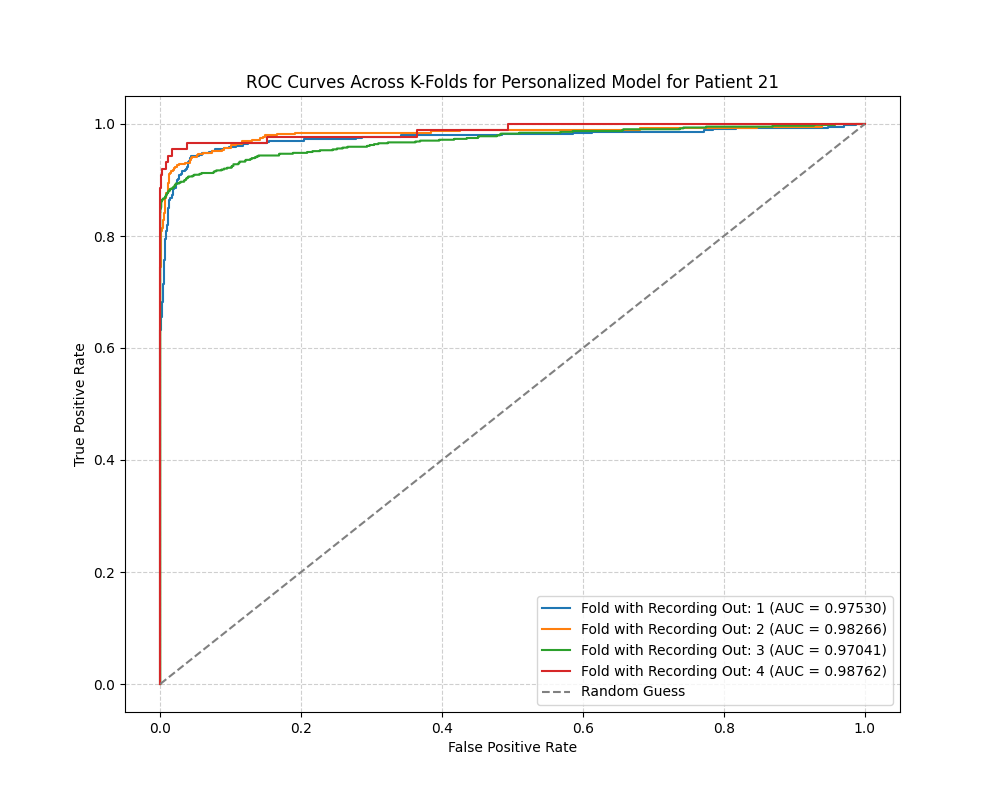 ROC Curves Across K-Folds for Personalized Model for Patient 21
True Positive Rate
1.0
0.8
0.6
0.4
0.2
0.0
Fold with Recording Out: 1 (AUC = 0.97530)
Fold with Recording Out: 2 (AUC = 0.98266)
Fold with Recording Out: 3 (AUC = 0.97041)
Fold with Recording Out: 4 (AUC = 0.98762)
Random Guess
0.0 0.2 0.4 0.6 0.8 1.0
False Positive Rate